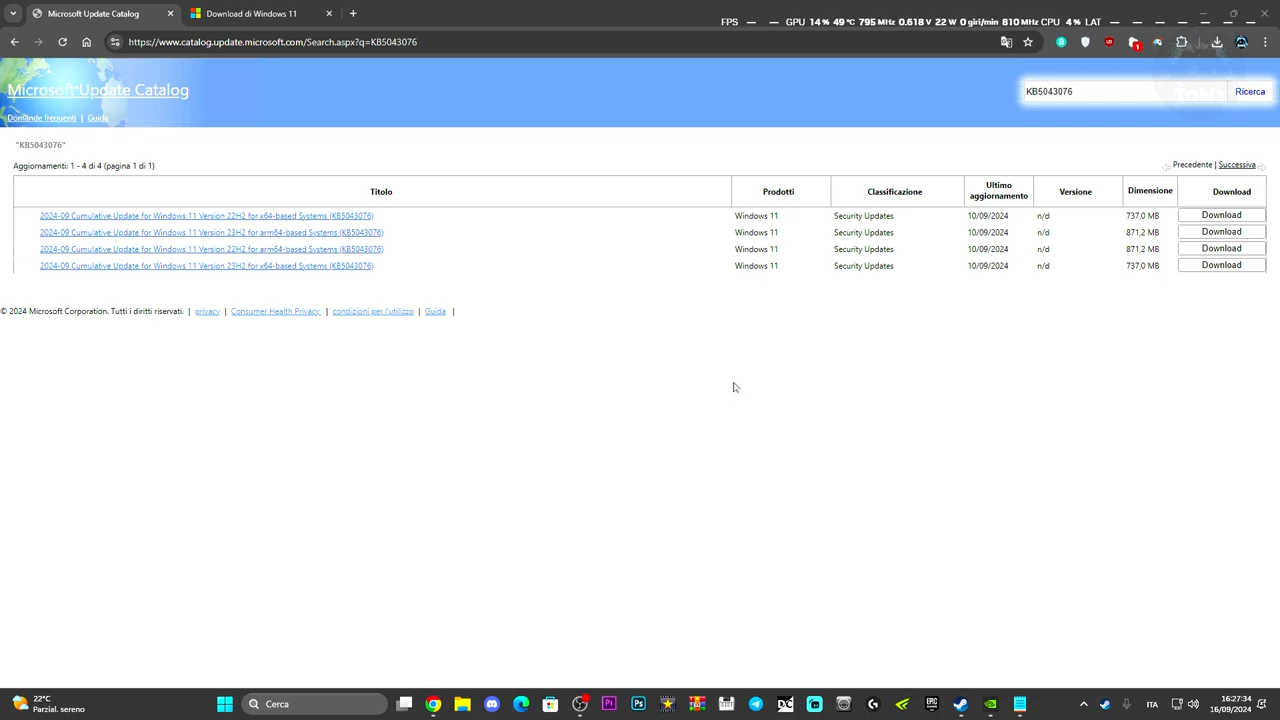 Microsoft Update Catalog
Download di Windows 11
FPS — — GPU 14 % 49 °C 795 MHz 0.618 V 22 W 0 giri/min 810 MHz CPU 4 % LAT — — — — — — —
https://www.catalog.update.microsoft.com/Search.aspx?q=KB5043076
1
Microsoft Update Catalog
KB5043076
Ricerca
Domande frequenti | Guida
"KB5043076"
Aggiornamenti: 1 - 4 di 4 (pagina 1 di 1)
Precedente | Successiva
Titolo Prodotti Classificazione Ultimo aggiornamento Versione Dimensione Download
2024-09 Cumulative Update for Windows 11 Version 22H2 for x64-based Systems (KB5043076) Windows 11 Security Updates 10/09/2024 n/d 737,0 MB Download
2024-09 Cumulative Update for Windows 11 Version 23H2 for arm64-based Systems (KB5043076) Windows 11 Security Updates 10/09/2024 n/d 871,2 MB Download
2024-09 Cumulative Update for Windows 11 Version 22H2 for arm64-based Systems (KB5043076) Windows 11 Security Updates 10/09/2024 n/d 871,2 MB Download
2024-09 Cumulative Update for Windows 11 Version 23H2 for x64-based Systems (KB5043076) Windows 11 Security Updates 10/09/2024 n/d 737,0 MB Download
© 2024 Microsoft Corporation. Tutti i diritti riservati. | privacy | Consumer Health Privacy | condizioni per l'utilizzo | Guida |
22°C
Parzial. sereno
Cerca
ITA
16:27:34
16/09/2024